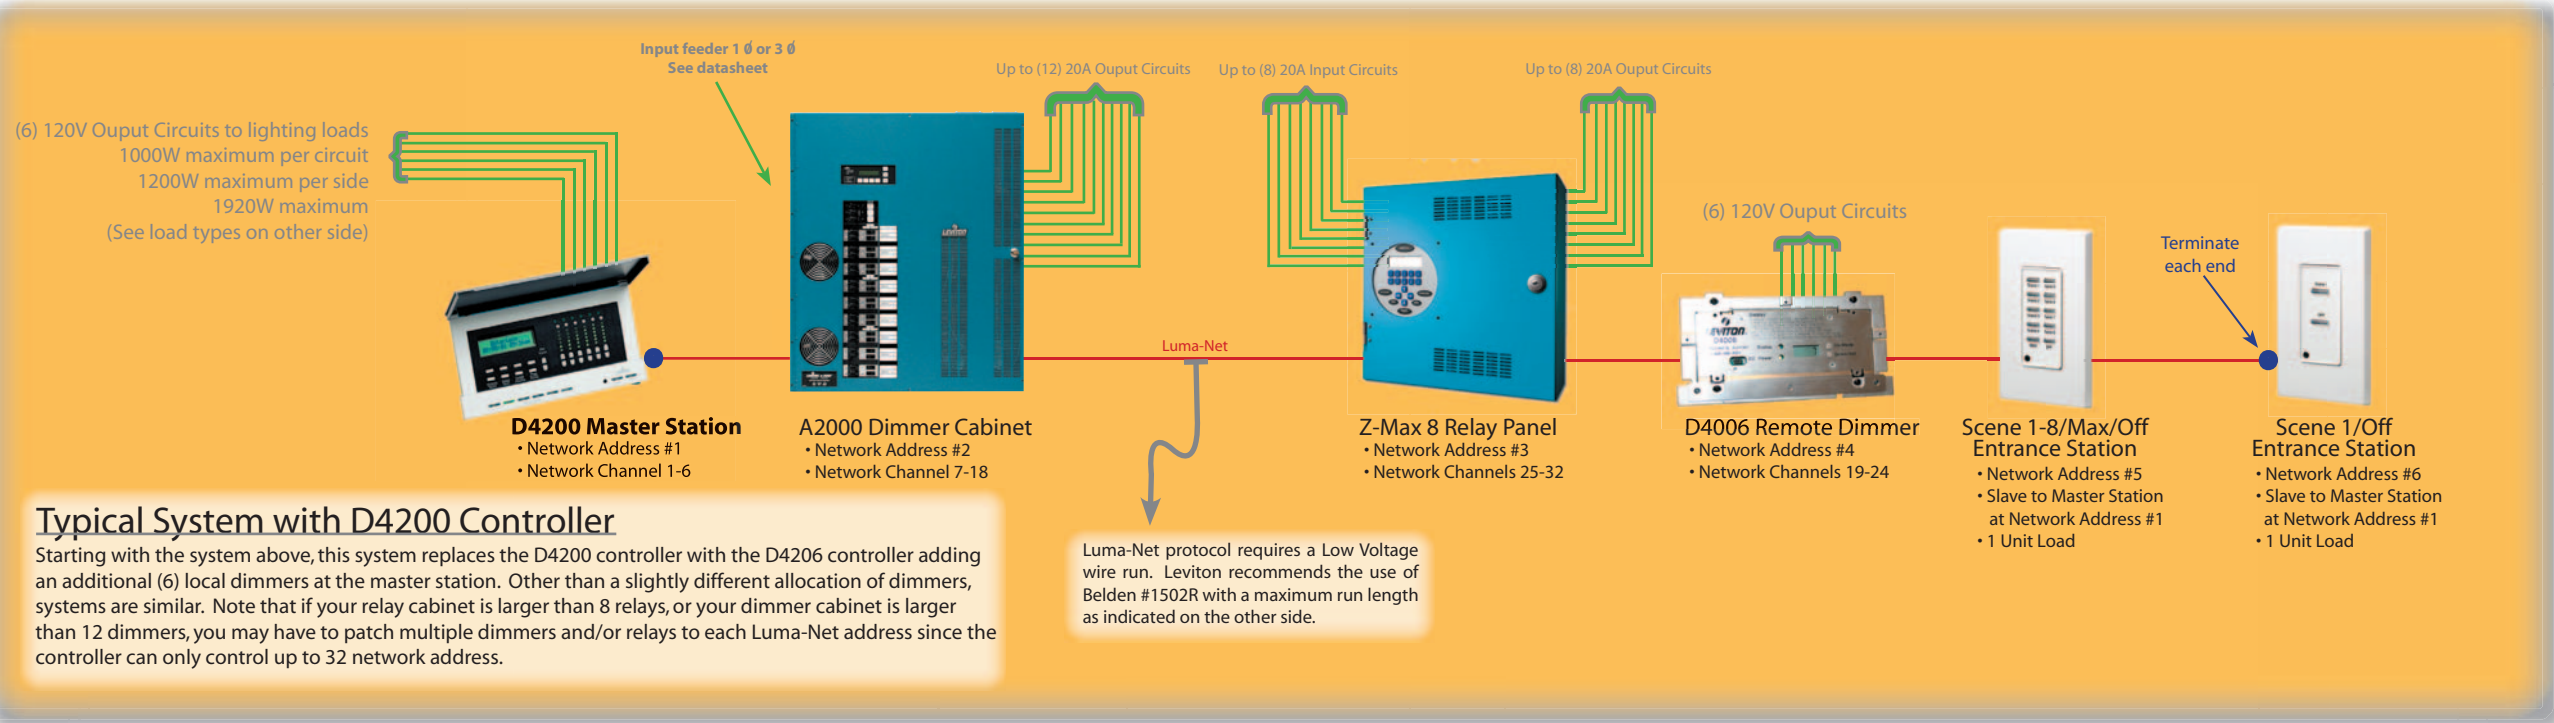 Input feeder 1 Ø or 3 Ø
See datasheet
Up to (12) 20A Ouput Circuits
Up to (8) 20A Input Circuits
Up to (8) 20A Ouput Circuits
(6) 120V Ouput Circuits to lighting loads
1000W maximum per circuit
1200W maximum per side
1920W maximum
(See load types on other side)
(6) 120V Ouput Circuits
Terminate
each end
LEVITON
LEVITON
D4006
Luma-Net
D4200 Master Station
• Network Address #1
• Network Channel 1-6
A2000 Dimmer Cabinet
• Network Address #2
• Network Channel 7-18
Z-Max 8 Relay Panel
• Network Address #3
• Network Channels 25-32
D4006 Remote Dimmer
• Network Address #4
• Network Channels 19-24
Scene 1-8/Max/Off
Entrance Station
• Network Address #5
• Slave to Master Station
at Network Address #1
• 1 Unit Load
Scene 1/Off
Entrance Station
• Network Address #6
• Slave to Master Station
at Network Address #1
• 1 Unit Load
Typical System with D4200 Controller
Starting with the system above, this system replaces the D4200 controller with the D4206 controller adding
an additional (6) local dimmers at the master station. Other than a slightly different allocation of dimmers,
systems are similar. Note that if your relay cabinet is larger than 8 relays, or your dimmer cabinet is larger
than 12 dimmers, you may have to patch multiple dimmers and/or relays to each Luma-Net address since the
controller can only control up to 32 network address.
Luma-Net protocol requires a Low Voltage
wire run. Leviton recommends the use of
Belden #1502R with a maximum run length
as indicated on the other side.